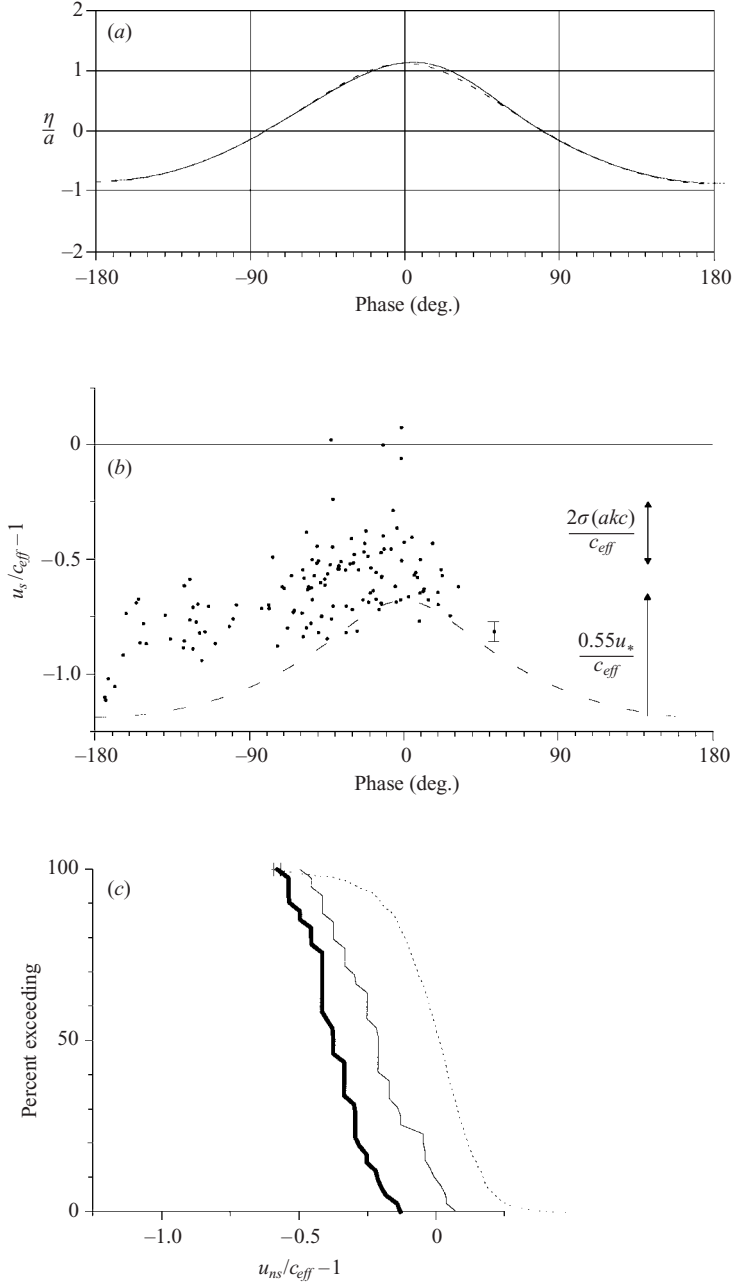 2
(a)
1
η/a
0
–1
–2
–180
–90
0
90
180
Phase (deg.)
0
(b)
2σ(akc)/c_eff
u_s/c_eff – 1
–0.5
0.55u_*/c_eff
–1.0
–180
–90
0
90
180
Phase (deg.)
100
(c)
Percent exceeding
50
0
–1.0
–0.5
0
u_ns/c_eff – 1